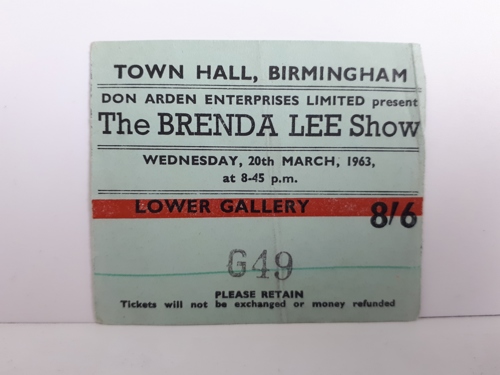 TOWN HALL, BIRMINGHAM
DON ARDEN ENTERPRISES LIMITED present
The BRENDA LEE Show
WEDNESDAY, 20th MARCH, 1963,
at 8-45 p.m.
LOWER GALLERY 8/6
G49
PLEASE RETAIN
Tickets will not be exchanged or money refunded